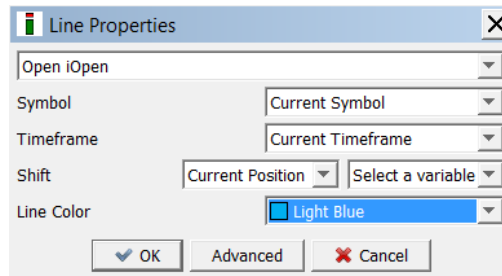 Line Properties
Open iOpen
Symbol Current Symbol
Timeframe Current Timeframe
Shift Current Position Select a variable
Line Color Light Blue
OK Advanced Cancel